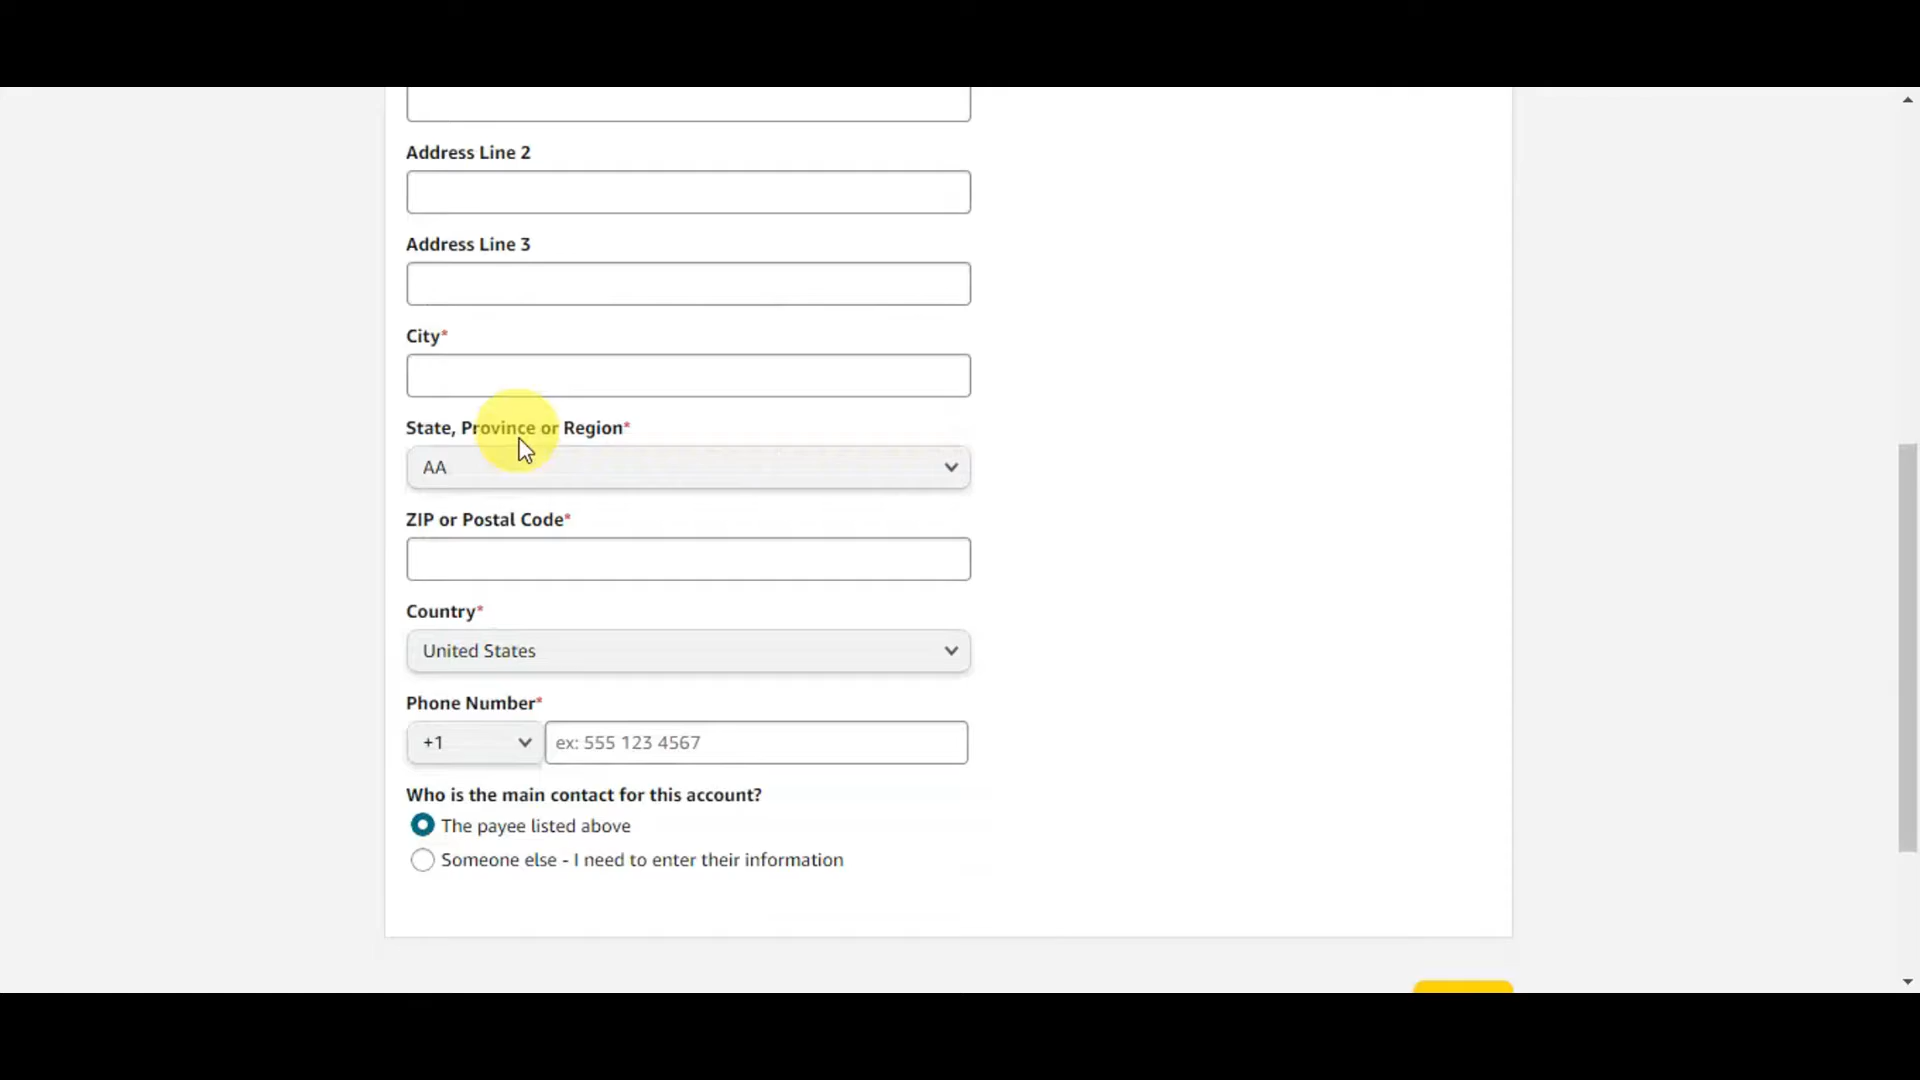 Address Line 2
Address Line 3
City*
State, Province or Region*
AA
ZIP or Postal Code*
Country*
United States
Phone Number*
+1 ex: 555 123 4567
Who is the main contact for this account?
The payee listed above
Someone else - I need to enter their information